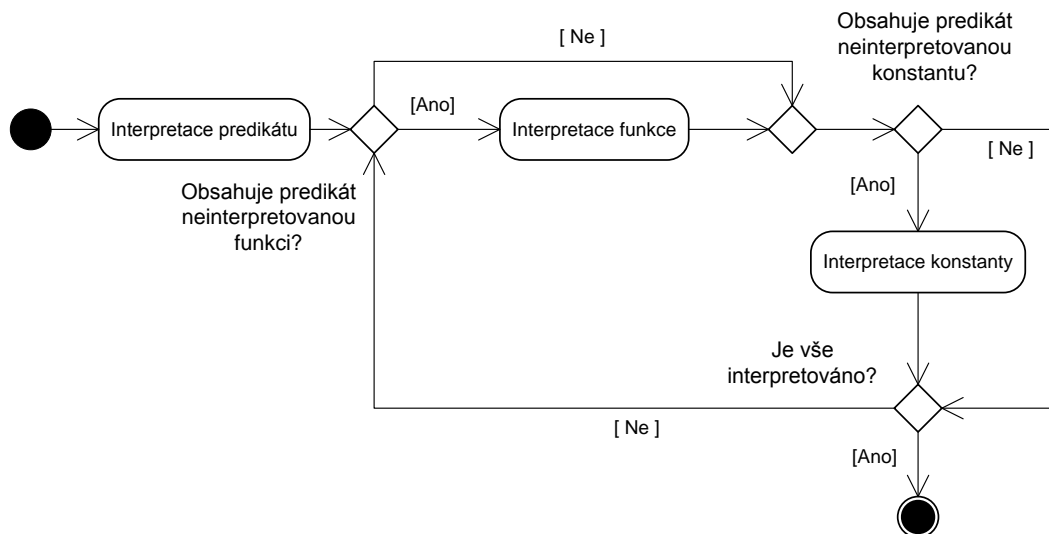 [ Ne ]
Obsahuje predikát
neinterpretovanou
konstantu?
[Ano]
Interpretace predikátu
Interpretace funkce
[ Ne ]
Obsahuje predikát
neinterpretovanou
funkci?
[Ano]
Interpretace konstanty
Je vše
interpretováno?
[ Ne ]
[Ano]